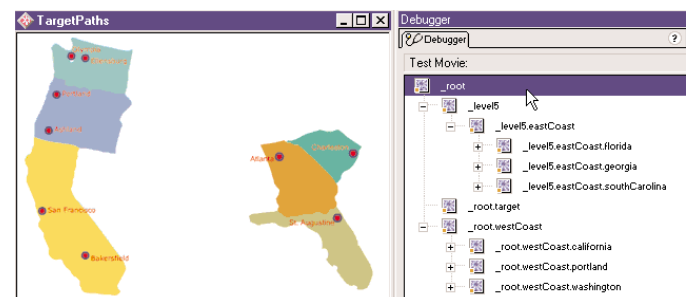 TargetPaths
Atlanta
Charleston
San Francisco
St. Augustine
Bakersfield
Debugger
Debugger
?
Test Movie:
_root
_level5
_level5.eastCoast
_level5.eastCoast.florida
_level5.eastCoast.georgia
_level5.eastCoast.southCarolina
_root.target
_root.westCoast
_root.westCoast.california
_root.westCoast.portland
_root.westCoast.washington